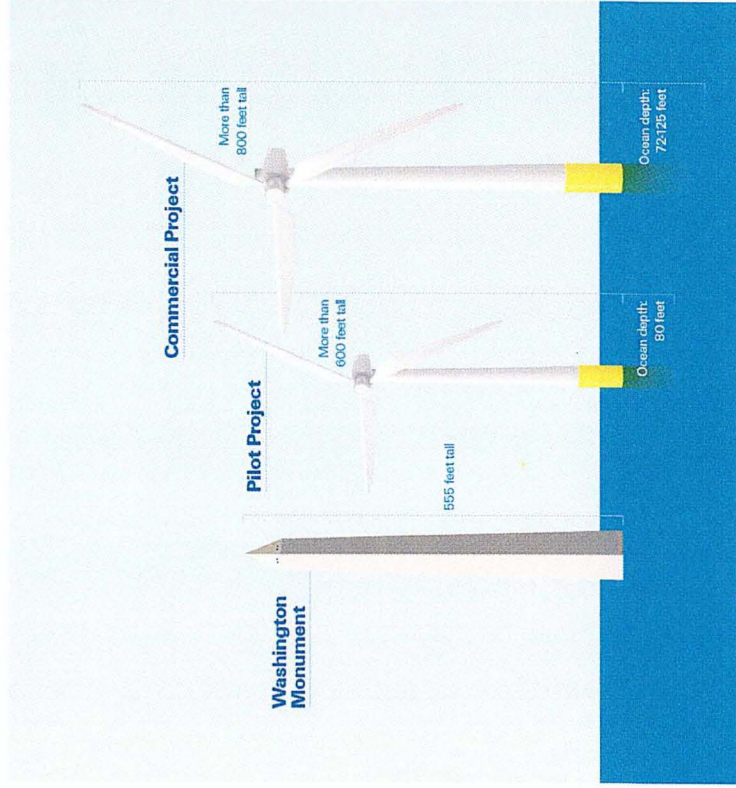 Washington
Monument
555 feet tall
Pilot Project
More than
600 feet tall
Ocean depth:
80 feet
Commercial Project
More than
800 feet tall
Ocean depth:
72-125 feet